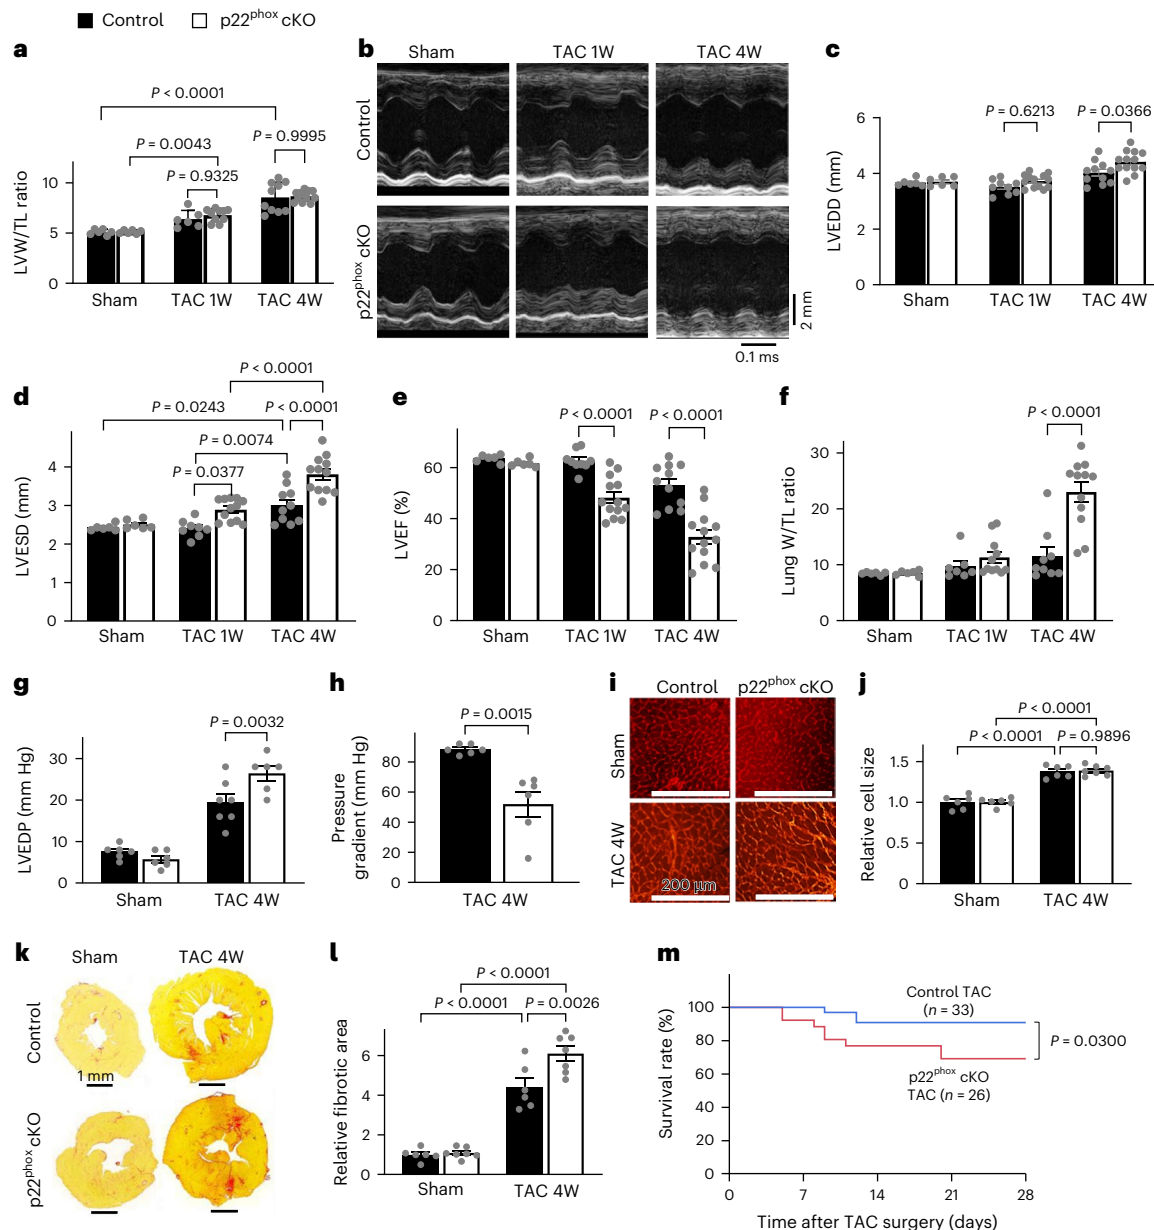 Control p22phox cKO
a
P < 0.0001
P = 0.9995
P = 0.0043
P = 0.9325
LVW/TL ratio
10
5
0
Sham TAC 1W TAC 4W
b
Sham TAC 1W TAC 4W
Control
p22phox cKO
2 mm
0.1 ms
c
P = 0.6213
P = 0.0366
LVEDD (mm)
6
4
2
0
Sham TAC 1W TAC 4W
d
P < 0.0001
P = 0.0243
P < 0.0001
P = 0.0074
P = 0.0377
LVESD (mm)
4
3
2
1
0
Sham TAC 1W TAC 4W
e
P < 0.0001
P < 0.0001
LVEF (%)
60
40
20
0
Sham TAC 1W TAC 4W
f
P < 0.0001
Lung W/TL ratio
30
20
10
0
Sham TAC 1W TAC 4W
g
P = 0.0032
LVEDP (mm Hg)
30
20
10
0
Sham TAC 4W
h
P = 0.0015
Pressure
gradient (mm Hg)
100
80
60
40
20
0
TAC 4W
i
Control p22phox cKO
Sham
TAC 4W
200 µm
j
P < 0.0001
P < 0.0001
P = 0.9896
Relative cell size
1.5
1.0
0.5
0
Sham TAC 4W
k
Sham TAC 4W
Control
1 mm
p22phox cKO
l
P < 0.0001
P < 0.0001
P = 0.0026
Relative fibrotic area
6
4
2
0
Sham TAC 4W
m
Survival rate (%)
100
80
60
40
20
0
Control TAC
(n = 33)
P = 0.0300
p22phox cKO
TAC (n = 26)
0 7 14 21 28
Time after TAC surgery (days)